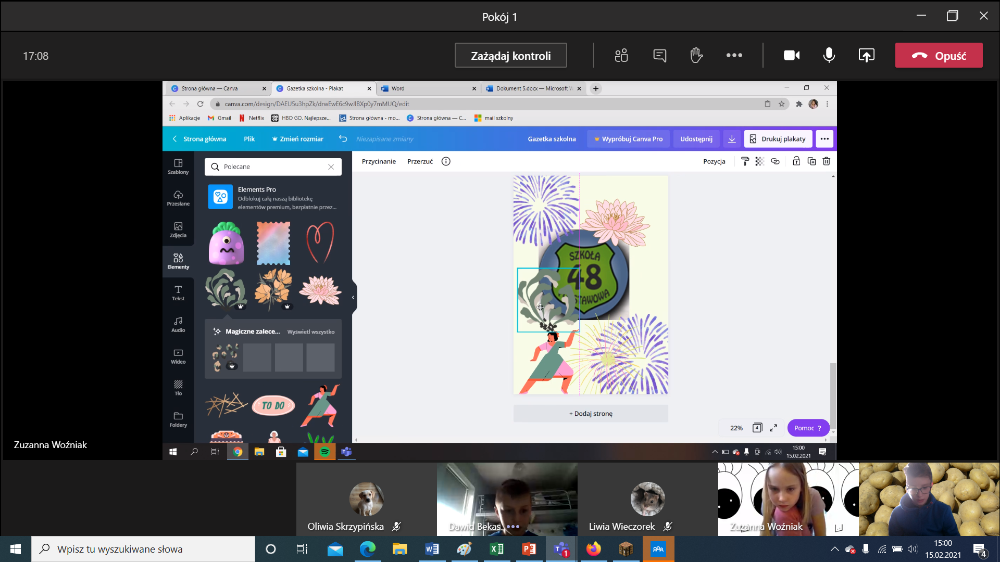 Pokój 1
17:08
Zażądaj kontroli
Opuść
Strona główna — Canva
Gazetka szkolna - Plakat
Word
Dokument 5.docx — Microsoft W
canva.com/design/DAEU5u3hpZk/drwEwE6c9wJlBXp0y7mMUQ/edit
Aplikacje
Gmail
Netflix
HBO GO. Najlepsze...
Strona główna - mo...
Strona główna — C...
mail szkolny
Strona główna
Plik
Zmień rozmiar
Niezapisane zmiany
Gazetka szkolna
Wypróbuj Canva Pro
Udostępnij
Drukuj plakaty
Szablony
Przesłane
Zdjęcia
Elementy
Tekst
Audio
Wideo
Tło
Foldery
Polecane
Elements Pro
Odblokuj całą naszą bibliotekę
elementów premium, bezpłatnie przez...
Magiczne zalece...
Wyświetl wszystko
TO DO
Przycinanie
Przerzuć
Pozycja
SZKOŁA
48
STAWOWA
+ Dodaj stronę
22%
4
Pomoc ?
15:00
15.02.2021
Zuzanna Woźniak
Oliwia Skrzypińska
Dawid Bekas
Liwia Wieczorek
Zuzanna Woźniak
Wpisz tu wyszukiwane słowa
1
15:00
15.02.2021
4